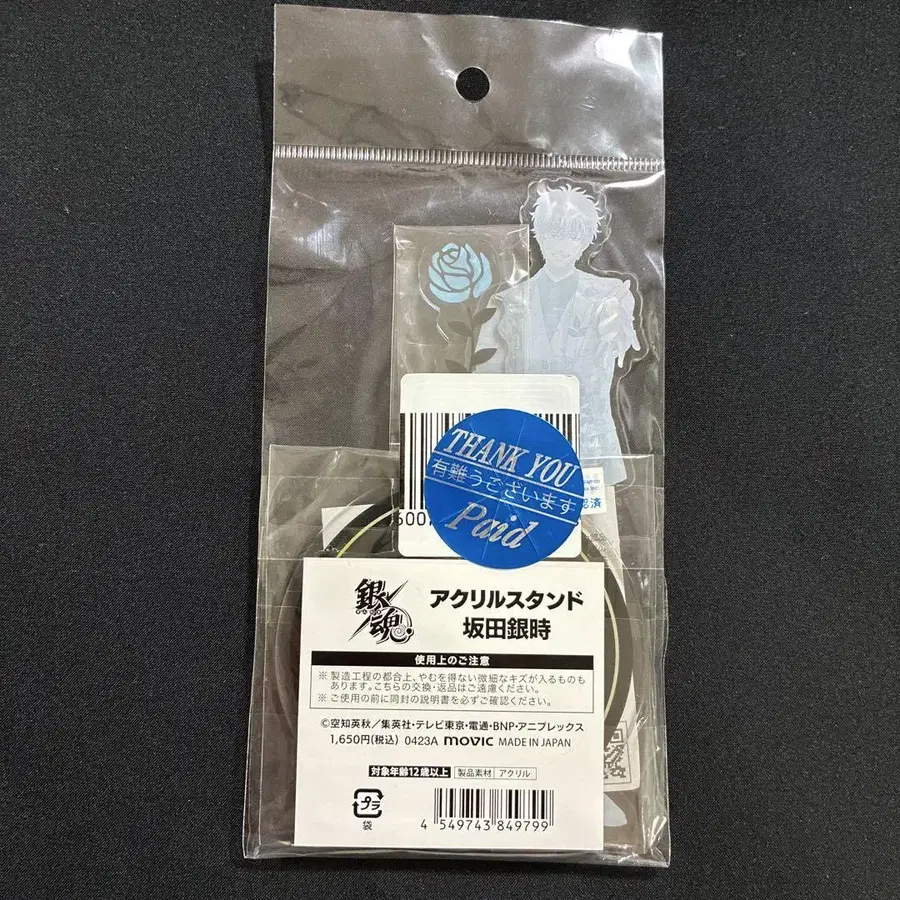 THANK YOU
有難うございます
Paid
銀魂
アクリルスタンド
坂田銀時
使用上のご注意
※製造工程の都合上、やむを得ない微細なキズが入るものも
あります。こちらの交換・返品はご遠慮ください。
※ご使用の前に同封の説明書を必ずご確認ください。
©空知英秋／集英社・テレビ東京・電通・BNP・アニプレックス
1,650円(税込) 0423A movic MADE IN JAPAN
対象年齢12歳以上 製品素材 アクリル
プラ
袋
4 549743 849799